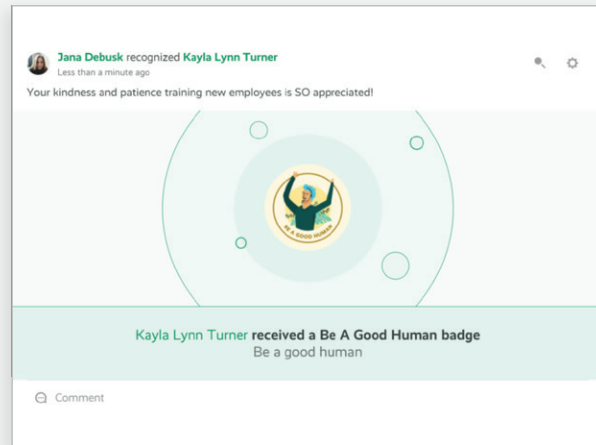 Jana Debusk recognized Kayla Lynn Turner
Less than a minute ago
Your kindness and patience training new employees is SO appreciated!
BE A GOOD HUMAN
Kayla Lynn Turner received a Be A Good Human badge
Be a good human
Comment